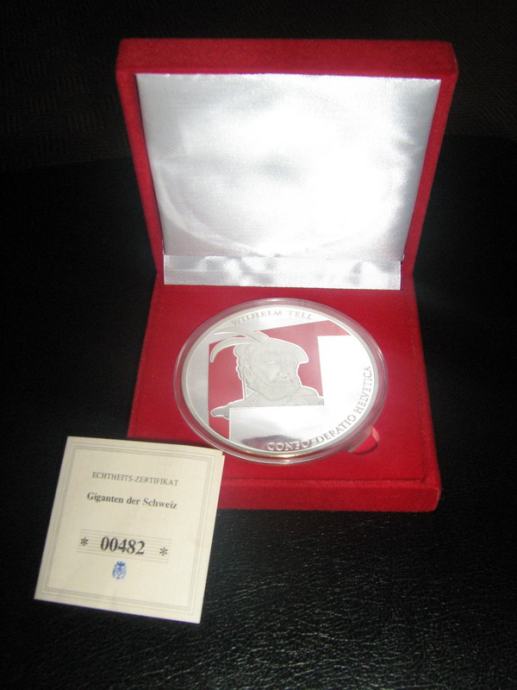 WILHELM TELL
CONFOEDERATIO HELVETICA
ECHTHEITS-ZERTIFIKAT
Giganten der Schweiz
* 00482 *